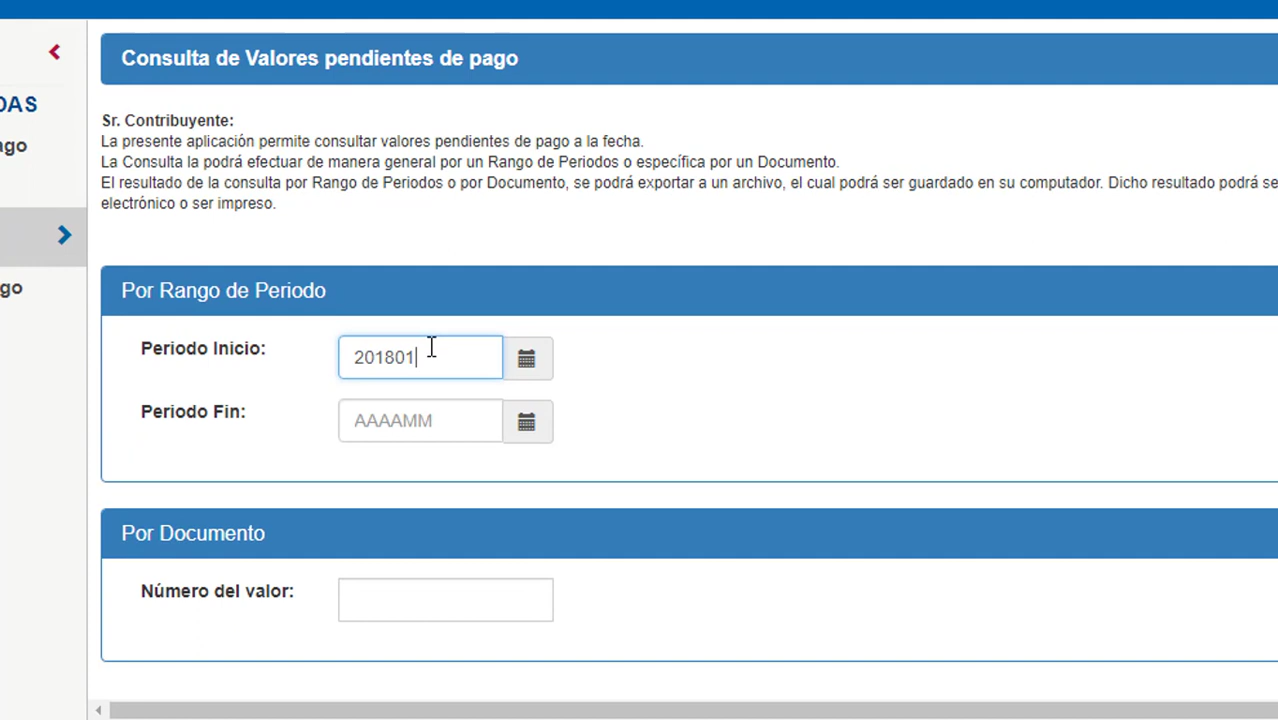 Consulta de Valores pendientes de pago
DAS
Sr. Contribuyente:
La presente aplicación permite consultar valores pendientes de pago a la fecha.
ago
La Consulta la podrá efectuar de manera general por un Rango de Periodos o específica por un Documento.
El resultado de la consulta por Rango de Periodos o por Documento, se podrá exportar a un archivo, el cual podrá ser guardado en su computador. Dicho resultado podrá se
electrónico o ser impreso.
go
Por Rango de Periodo
Periodo Inicio:
201801
Periodo Fin:
AAAAMM
Por Documento
Número del valor: